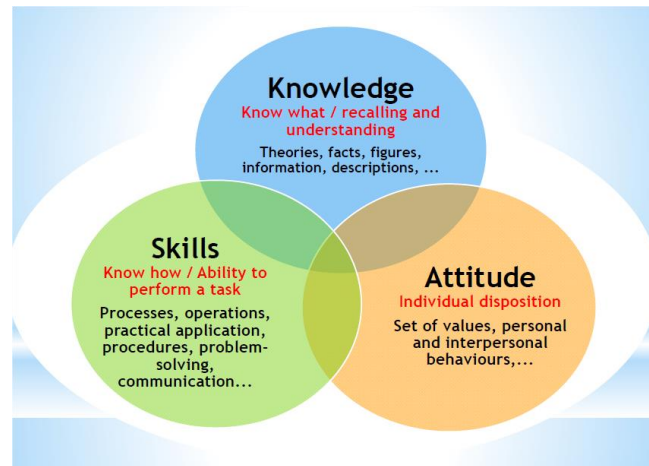 Knowledge
Know what / recalling and
understanding
Theories, facts, figures,
information, descriptions, ...
Skills
Know how / Ability to
perform a task
Processes, operations,
practical application,
procedures, problem-
solving,
communication...
Attitude
Individual disposition
Set of values, personal
and interpersonal
behaviours,...